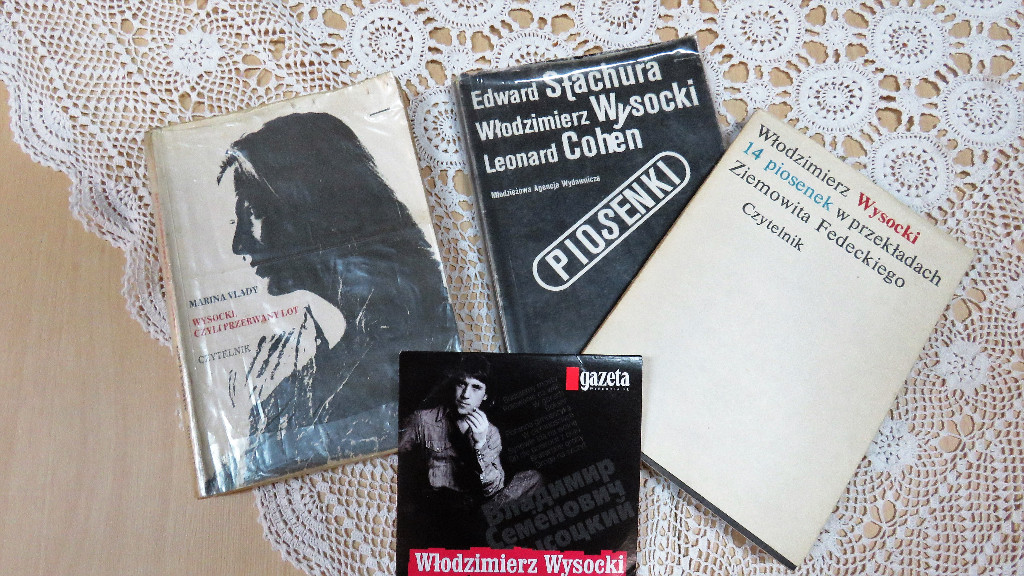 MARINA VLADY
WYSOCKI,
CZYLI PRZERWANY LOT
CZYTELNIK
Edward Stachura
Włodzimierz Wysocki
Leonard Cohen
Młodzieżowa Agencja Wydawnicza
PIOSENKI
Włodzimierz Wysocki
14 piosenek w przekładach
Ziemowita Fedeckiego
Czytelnik
gazeta
Владимир
Семенович
Высоцкий
Włodzimierz Wysocki